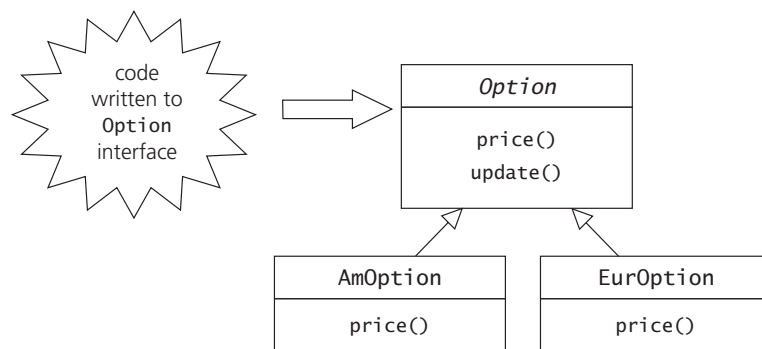 code
written to
Option
interface
Option
price()
update()
AmOption
price()
EurOption
price()